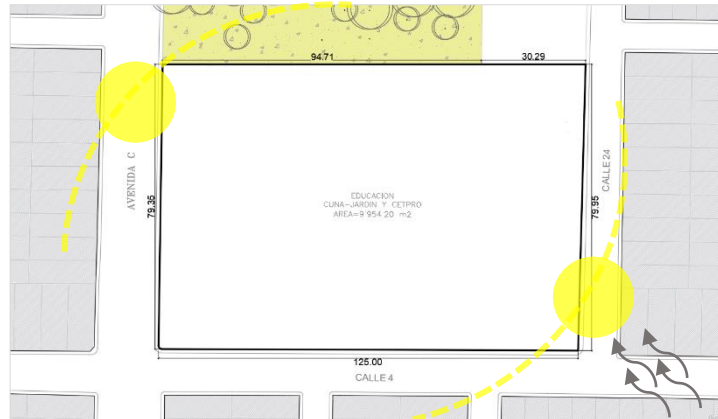 94.71
30.29
AVENIDA C
79.35
EDUCACION
CUNA-JARDIN Y CETPRO
AREA=9'954.20 m2
CALLE 24
79.95
125.00
CALLE 4